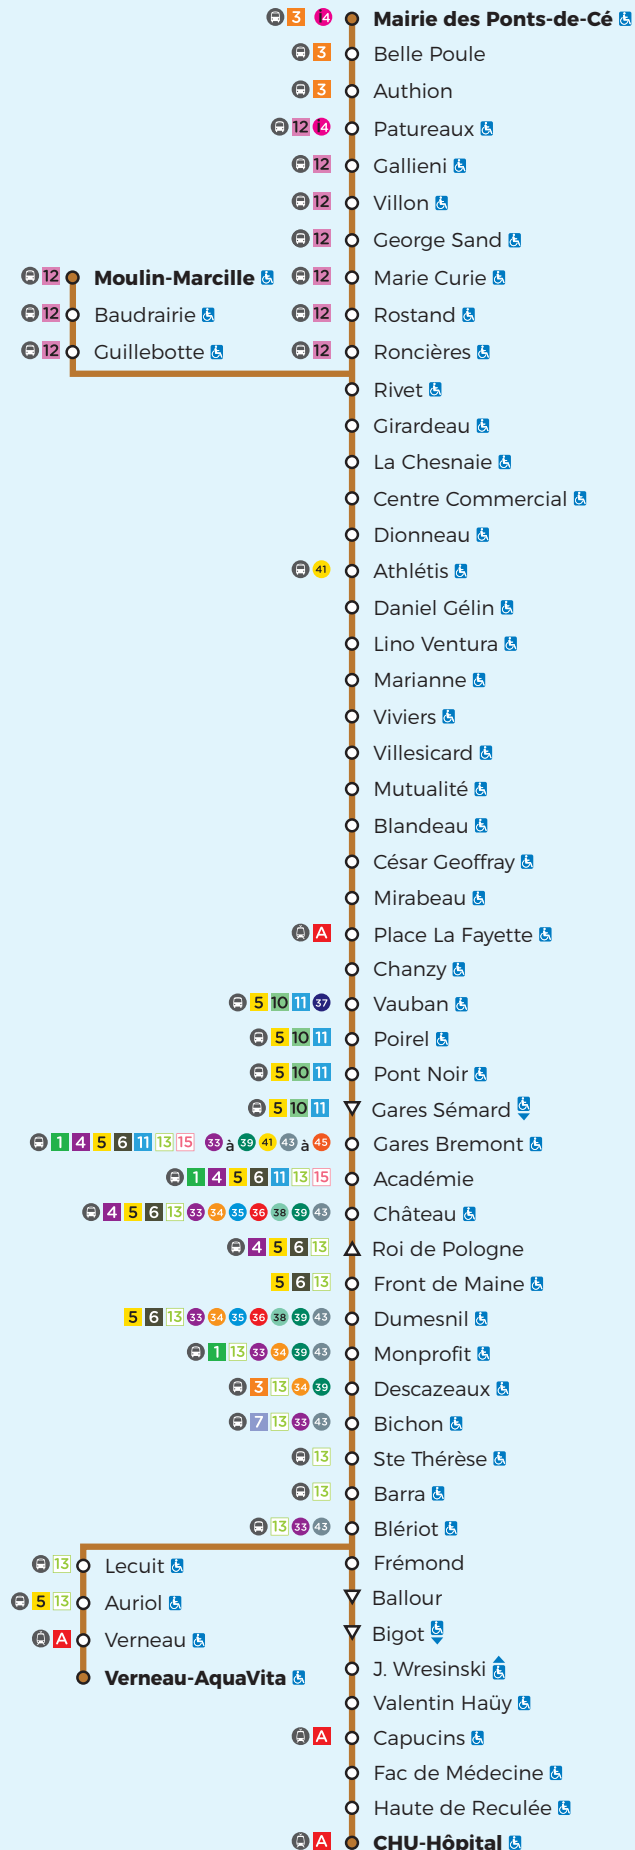 3 i4 Mairie des Ponts-de-Cé
3 Belle Poule
3 Authion
12 i4 Patureaux
12 Gallieni
12 Villon
12 George Sand
12 Moulin-Marcille 12 Marie Curie
12 Baudrairie 12 Rostand
12 Guillebotte 12 Roncières
Rivet
Girardeau
La Chesnaie
Centre Commercial
Dionneau
41 Athlétis
Daniel Gélin
Lino Ventura
Marianne
Viviers
Villesicard
Mutualité
Blandeau
César Geoffray
Mirabeau
A Place La Fayette
Chanzy
5 10 11 37 Vauban
5 10 11 Poirel
5 10 11 Pont Noir
5 10 11 Gares Sémard
1 4 5 6 11 13 15 33 à 39 41 43 à 45 Gares Bremont
1 4 5 6 11 13 15 Académie
4 5 6 13 33 34 35 36 38 39 43 Château
4 5 6 13 Roi de Pologne
5 6 13 Front de Maine
5 6 13 33 34 35 36 38 39 43 Dumesnil
1 13 33 34 39 43 Monprofit
3 13 34 39 Descazeaux
7 13 33 43 Bichon
13 Ste Thérèse
13 Barra
13 33 43 Blériot
13 Lecuit Frémond
5 13 Auriol Ballour
A Verneau Bigot
Verneau-AquaVita J. Wresinski
Valentin Haüy
A Capucins
Fac de Médecine
Haute de Reculée
A CHU-Hôpital